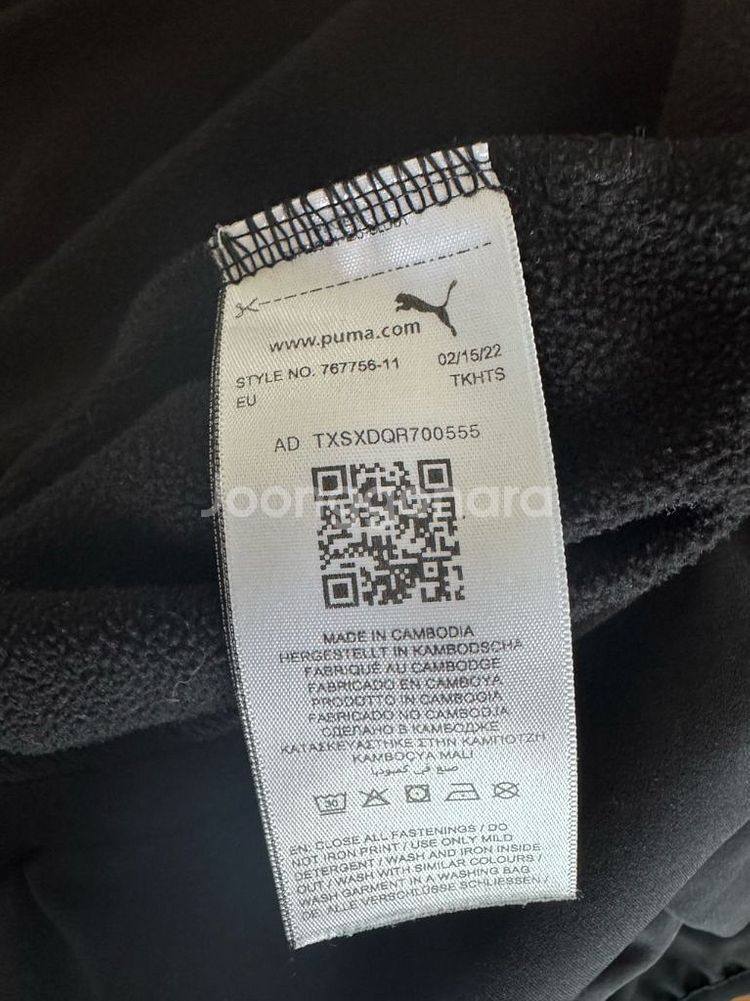 www.puma.com
STYLE NO. 767756-11 02/15/22
EU TKHTS
AD TXSXDQR700555
joonggonara
MADE IN CAMBODIA
HERGESTELLT IN KAMBODSCHA
FABRIQUÉ AU CAMBODGE
FABRICADO EN CAMBOYA
PRODOTTO IN CAMBOGIA
FABRICADO NO CAMBODJA
СДЕЛАНО В КАМБОДЖЕ
ΚΑΤΑΣΚΕΥΑΣΤΗΚΕ ΣΤΗΝ ΚΑΜΠΟΤΖΗ
KAMBOÇYA MALI
صنع في كمبوديا
30
EN. CLOSE ALL FASTENINGS / DO
NOT IRON PRINT / USE ONLY MILD
DETERGENT / WASH AND IRON INSIDE
OUT / WASH WITH SIMILAR COLOURS /
WASH GARMENT IN A WASHING BAG
DE. ALLE VERSCHLÜSSE SCHLIESSEN /